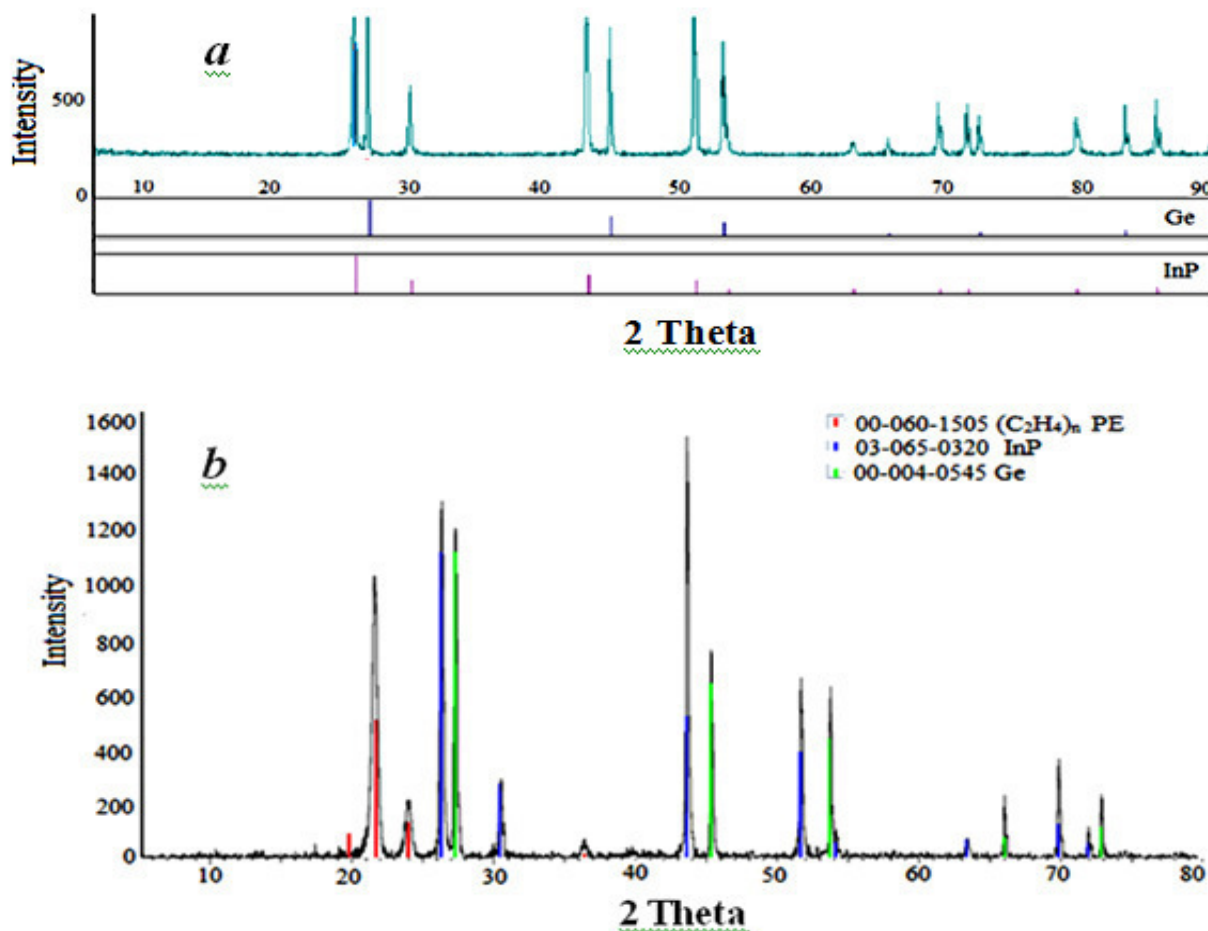 a
Intensity
500
0
10 20 30 40 50 60 70 80 90
Ge
InP
2 Theta
b
Intensity
1600
1400
1200
1000
800
600
400
200
0
00-060-1505 (C₂H₄)ₙ PE
03-065-0320 InP
00-004-0545 Ge
10 20 30 40 50 60 70 80
2 Theta